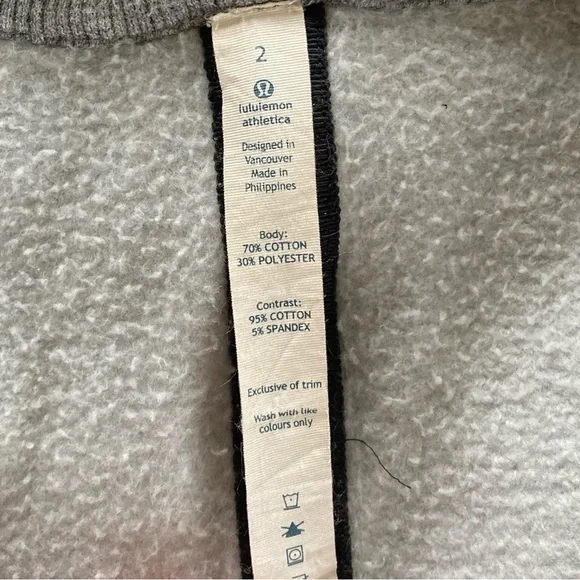 2
lululemon
athletica
Designed in
Vancouver
Made in
Philippines
Body:
70% COTTON
30% POLYESTER
Contrast:
95% COTTON
5% SPANDEX
Exclusive of trim
Wash with like
colours only